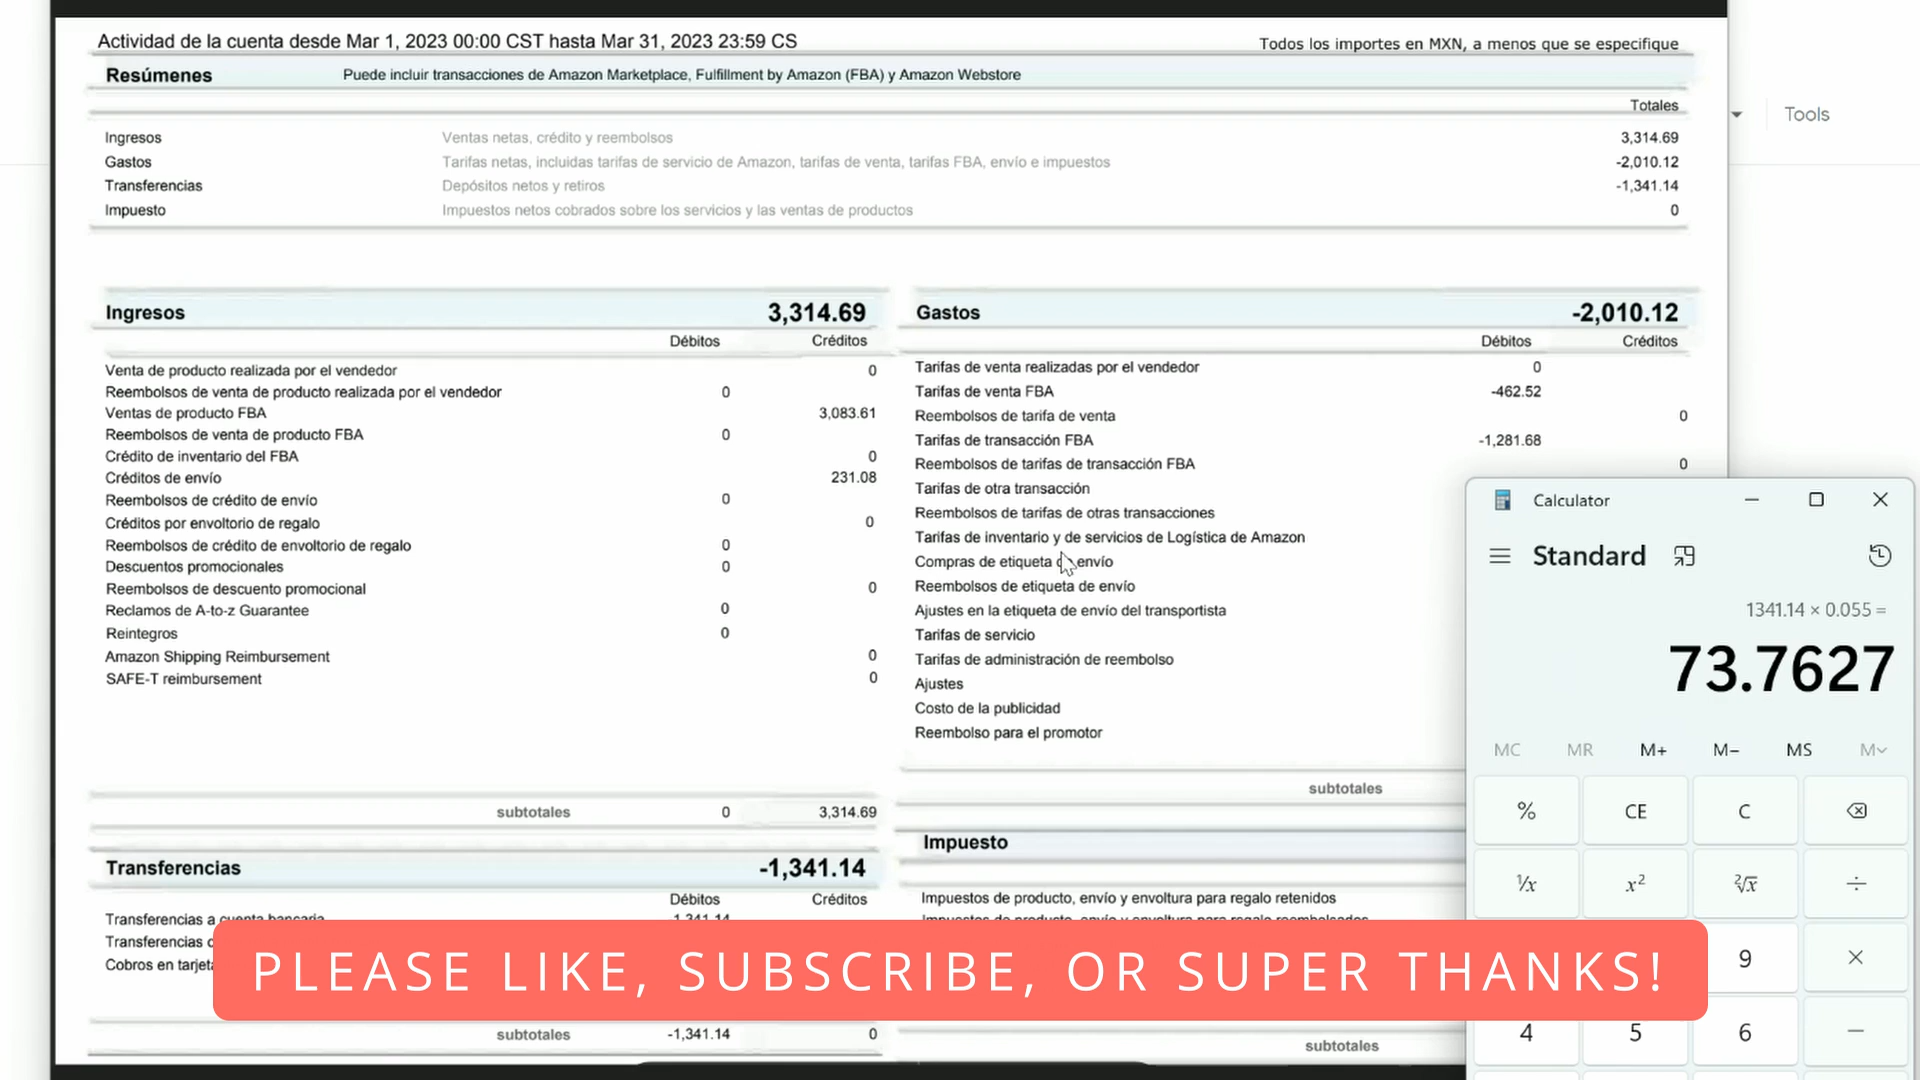 Actividad de la cuenta desde Mar 1, 2023 00:00 CST hasta Mar 31, 2023 23:59 CS
Todos los importes en MXN, a menos que se especifique
Resúmenes Puede incluir transacciones de Amazon Marketplace, Fulfillment by Amazon (FBA) y Amazon Webstore
Totales
Ingresos Ventas netas, crédito y reembolsos 3,314.69
Gastos Tarifas netas, incluidas tarifas de servicio de Amazon, tarifas de venta, tarifas FBA, envío e impuestos -2,010.12
Transferencias Depósitos netos y retiros -1,341.14
Impuesto Impuestos netos cobrados sobre los servicios y las ventas de productos 0
Tools
Ingresos 3,314.69
Débitos Créditos
Venta de producto realizada por el vendedor 0
Reembolsos de venta de producto realizada por el vendedor 0
Ventas de producto FBA 3,083.61
Reembolsos de venta de producto FBA 0
Crédito de inventario del FBA 0
Créditos de envío 231.08
Reembolsos de crédito de envío 0
Créditos por envoltorio de regalo 0
Reembolsos de crédito de envoltorio de regalo 0
Descuentos promocionales 0
Reembolsos de descuento promocional 0
Reclamos de A-to-z Guarantee 0
Reintegros 0
Amazon Shipping Reimbursement 0
SAFE-T reimbursement 0
subtotales 0 3,314.69
Transferencias -1,341.14
Débitos Créditos
Transferencias a cuenta bancaria -1,341.14
Transferencias
Cobros en
subtotales -1,341.14 0
Gastos -2,010.12
Débitos Créditos
Tarifas de venta realizadas por el vendedor 0
Tarifas de venta FBA -462.52
Reembolsos de tarifa de venta 0
Tarifas de transacción FBA -1,281.68
Reembolsos de tarifas de transacción FBA 0
Tarifas de otra transacción
Reembolsos de tarifas de otras transacciones
Tarifas de inventario y de servicios de Logística de Amazon
Compras de etiqueta envío
Reembolsos de etiqueta de envío
Ajustes en la etiqueta de envío del transportista
Tarifas de servicio
Tarifas de administración de reembolso
Ajustes
Costo de la publicidad
Reembolso para el promotor
subtotales
Impuesto
Impuestos de producto, envío y envoltura para regalo retenidos
Impuestos de producto, envío y envoltura para regalo reembolsados
subtotales
Calculator
Standard
1341.14 × 0.055 =
73.7627
MC MR M+ M− MS M
% CE C
⅟x x² ²√x ÷
9 ×
4 5 6 −
PLEASE LIKE, SUBSCRIBE, OR SUPER THANKS!